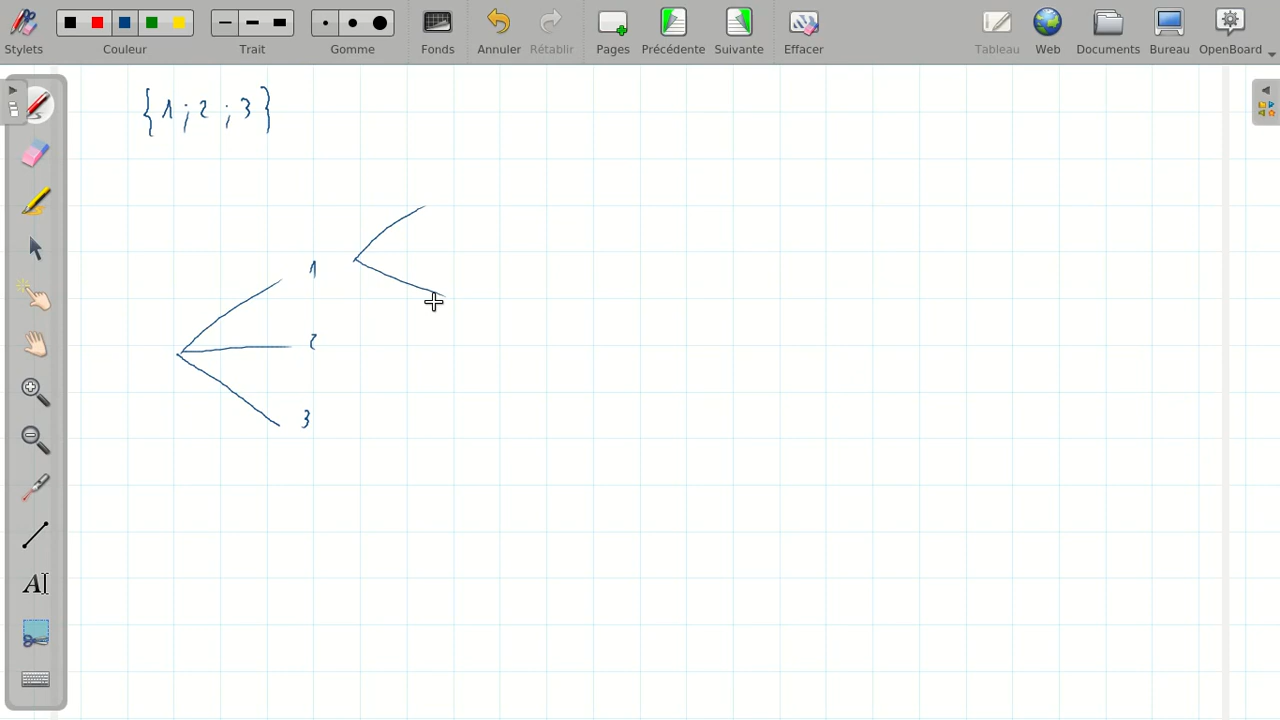 Stylets Couleur Trait Gomme Fonds Annuler Rétablir Pages Précédente Suivante Effacer Tableau Web Documents Bureau OpenBoard
{1 ; 2 ; 3}
1
2
3
A